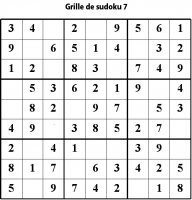 Grille de sudoku 7
3 4 2 9 5 6 1
9 6 5 1 4 3 2
1 2 8 3 7 4 9
5 3 6 2 1 9 4
8 2 9 7 5 3
4 9 3 8 5 2 7
2 4 1 3 9
8 1 7 6 3 4 2 5
5 9 7 4 2 1 8